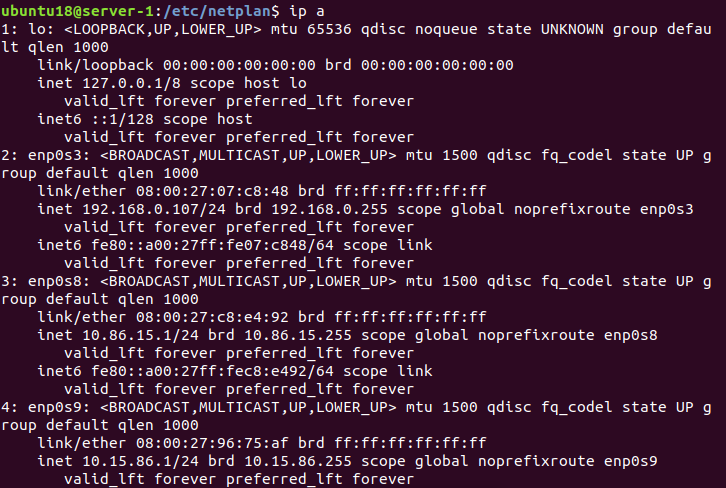 ubuntu18@server-1:/etc/netplan$ ip a
1: lo: <LOOPBACK,UP,LOWER_UP> mtu 65536 qdisc noqueue state UNKNOWN group defau
lt qlen 1000
    link/loopback 00:00:00:00:00:00 brd 00:00:00:00:00:00
    inet 127.0.0.1/8 scope host lo
       valid_lft forever preferred_lft forever
    inet6 ::1/128 scope host
       valid_lft forever preferred_lft forever
2: enp0s3: <BROADCAST,MULTICAST,UP,LOWER_UP> mtu 1500 qdisc fq_codel state UP g
roup default qlen 1000
    link/ether 08:00:27:07:c8:48 brd ff:ff:ff:ff:ff:ff
    inet 192.168.0.107/24 brd 192.168.0.255 scope global noprefixroute enp0s3
       valid_lft forever preferred_lft forever
    inet6 fe80::a00:27ff:fe07:c848/64 scope link
       valid_lft forever preferred_lft forever
3: enp0s8: <BROADCAST,MULTICAST,UP,LOWER_UP> mtu 1500 qdisc fq_codel state UP g
roup default qlen 1000
    link/ether 08:00:27:c8:e4:92 brd ff:ff:ff:ff:ff:ff
    inet 10.86.15.1/24 brd 10.86.15.255 scope global noprefixroute enp0s8
       valid_lft forever preferred_lft forever
    inet6 fe80::a00:27ff:fec8:e492/64 scope link
       valid_lft forever preferred_lft forever
4: enp0s9: <BROADCAST,MULTICAST,UP,LOWER_UP> mtu 1500 qdisc fq_codel state UP g
roup default qlen 1000
    link/ether 08:00:27:96:75:af brd ff:ff:ff:ff:ff:ff
    inet 10.15.86.1/24 brd 10.15.86.255 scope global noprefixroute enp0s9
       valid_lft forever preferred_lft forever